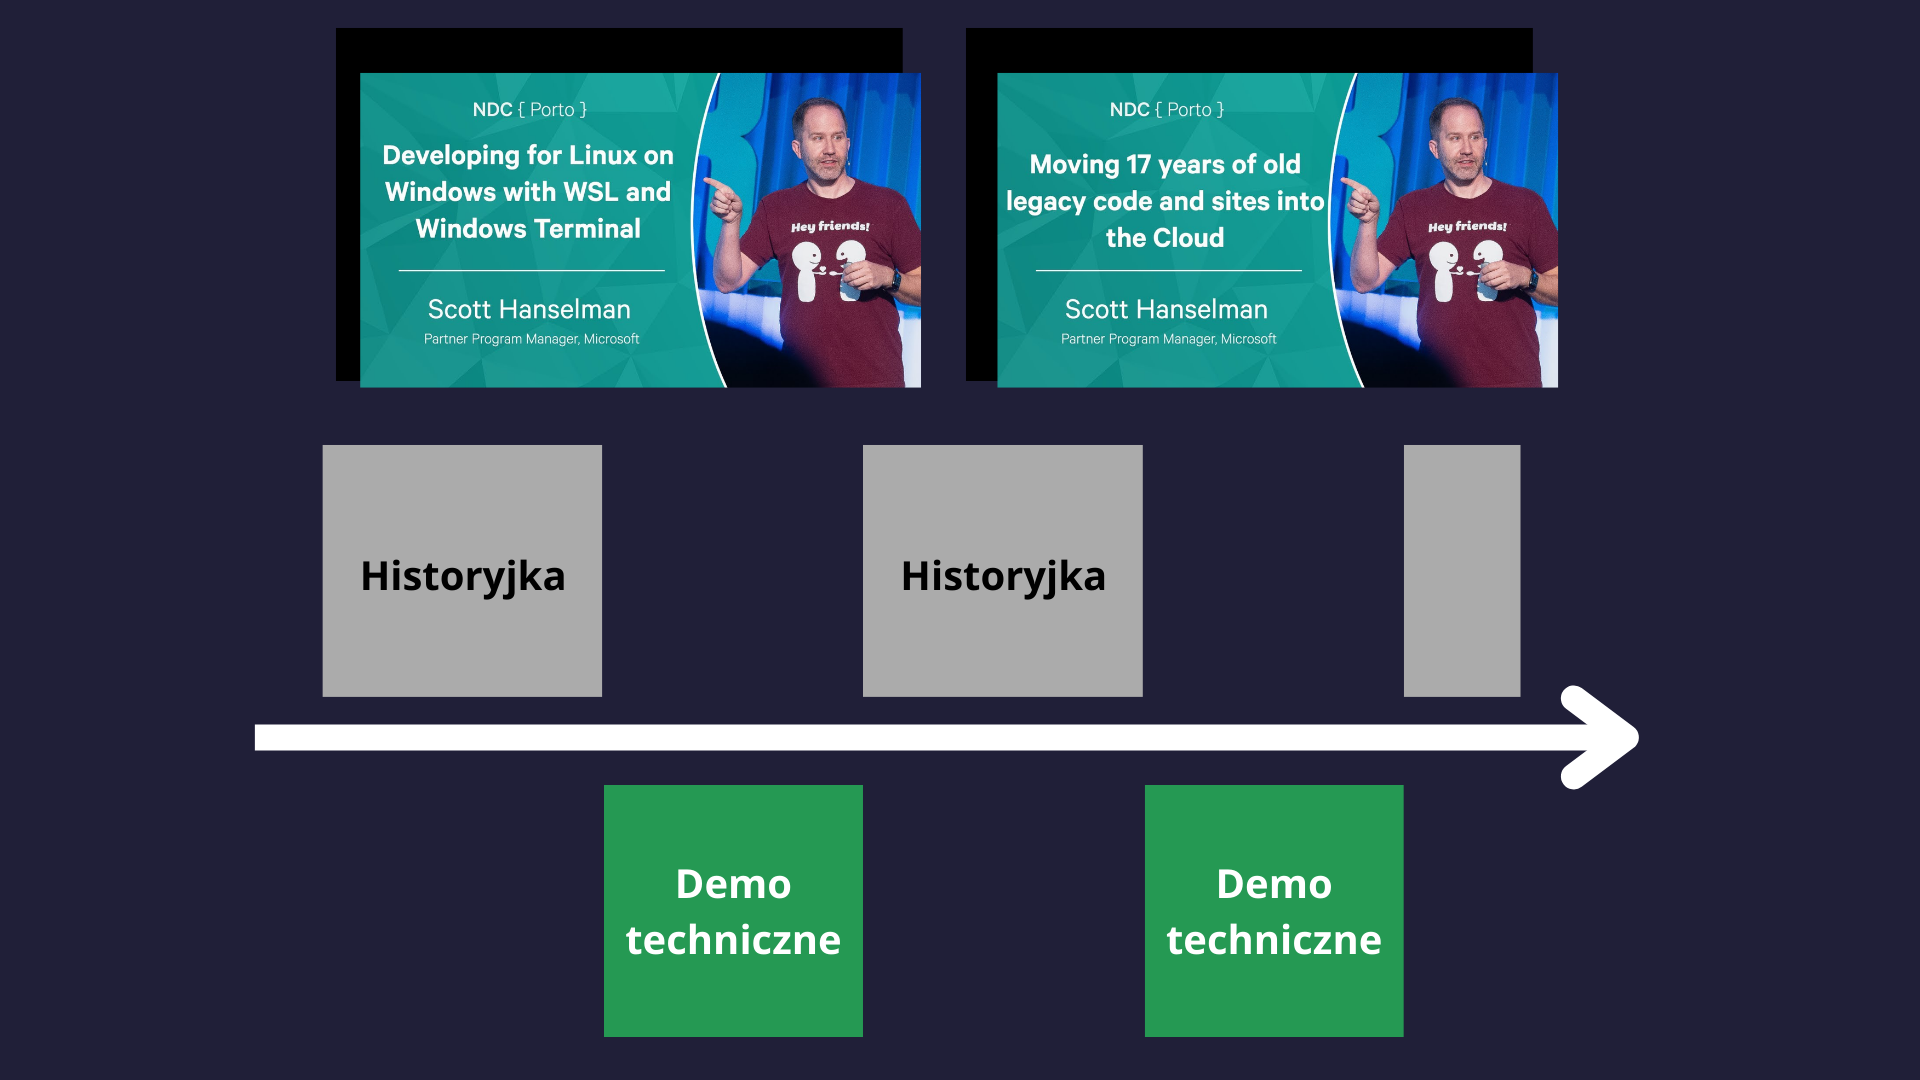 NDC { Porto }
Developing for Linux on
Windows with WSL and
Windows Terminal
Scott Hanselman
Partner Program Manager, Microsoft
Hey friends!
NDC { Porto }
Moving 17 years of old
legacy code and sites into
the Cloud
Scott Hanselman
Partner Program Manager, Microsoft
Hey friends!
Historyjka
Historyjka
Demo
techniczne
Demo
techniczne